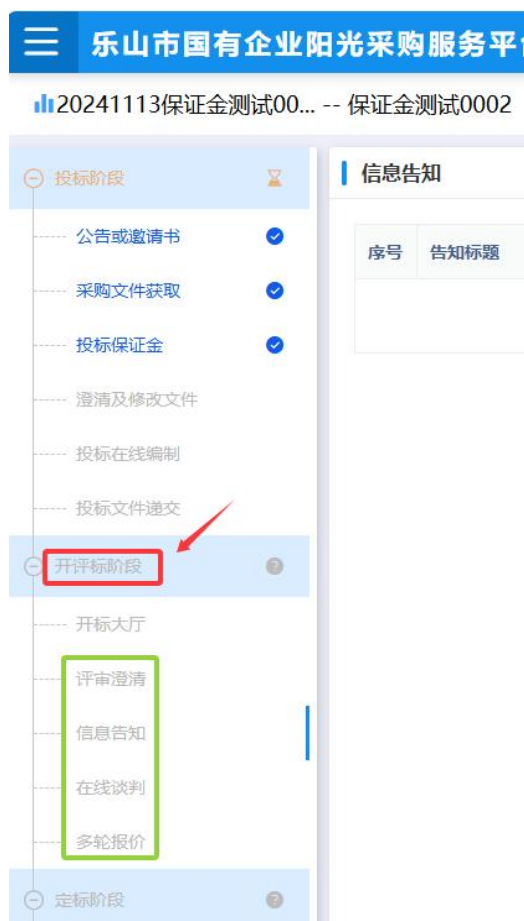 乐山市国有企业阳光采购服务平
20241113保证金测试00... -- 保证金测试0002
投标阶段
公告或邀请书
采购文件获取
投标保证金
澄清及修改文件
投标在线编制
投标文件递交
开评标阶段
开标大厅
评审澄清
信息告知
在线谈判
多轮报价
定标阶段
信息告知
序号 告知标题